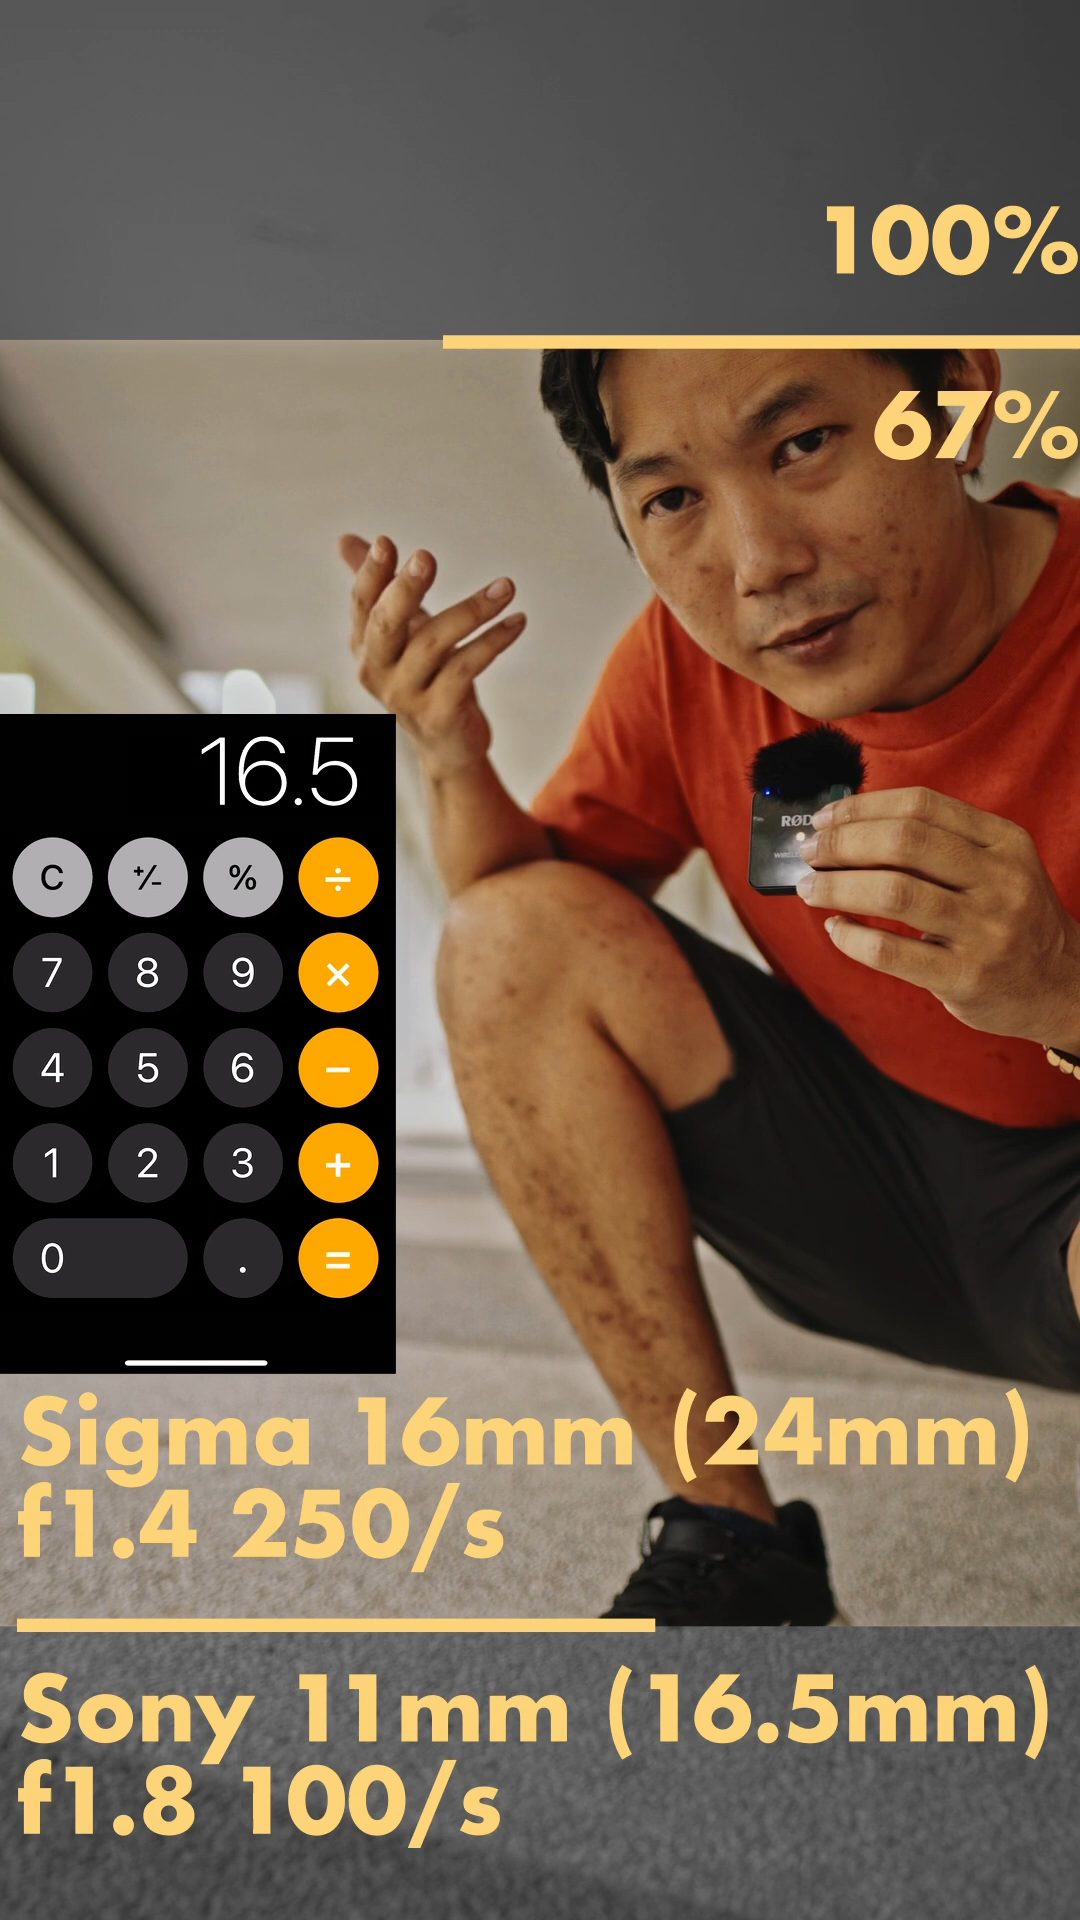 100%
67%
16.5
C +/- % ÷
7 8 9 ×
4 5 6 −
1 2 3 +
0 . =
RØD
Sigma 16mm (24mm)
f1.4 250/s
Sony 11mm (16.5mm)
f1.8 100/s